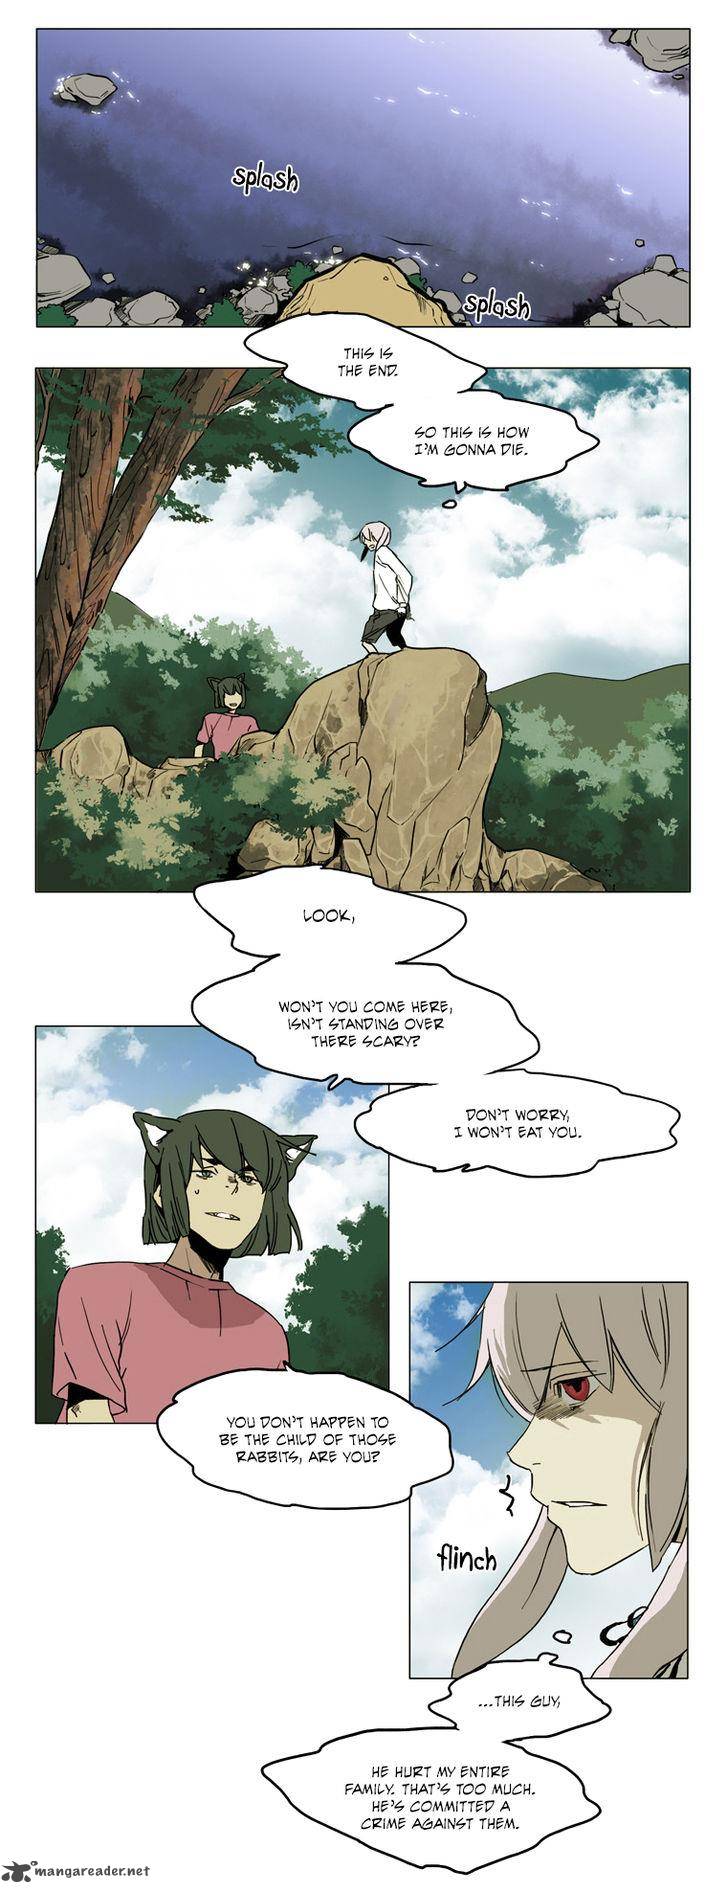 splash
splash
THIS IS
THE END.
SO THIS IS HOW
I'M GONNA DIE.
LOOK,
WON'T YOU COME HERE,
ISN'T STANDING OVER
THERE SCARY?
DON'T WORRY,
I WON'T EAT YOU.
YOU DON'T HAPPEN TO
BE THE CHILD OF THOSE
RABBITS, ARE YOU?
flinch
...THIS GUY,
HE HURT MY ENTIRE
FAMILY. THAT'S TOO MUCH.
HE'S COMMITTED A
CRIME AGAINST THEM.
mangareader.net